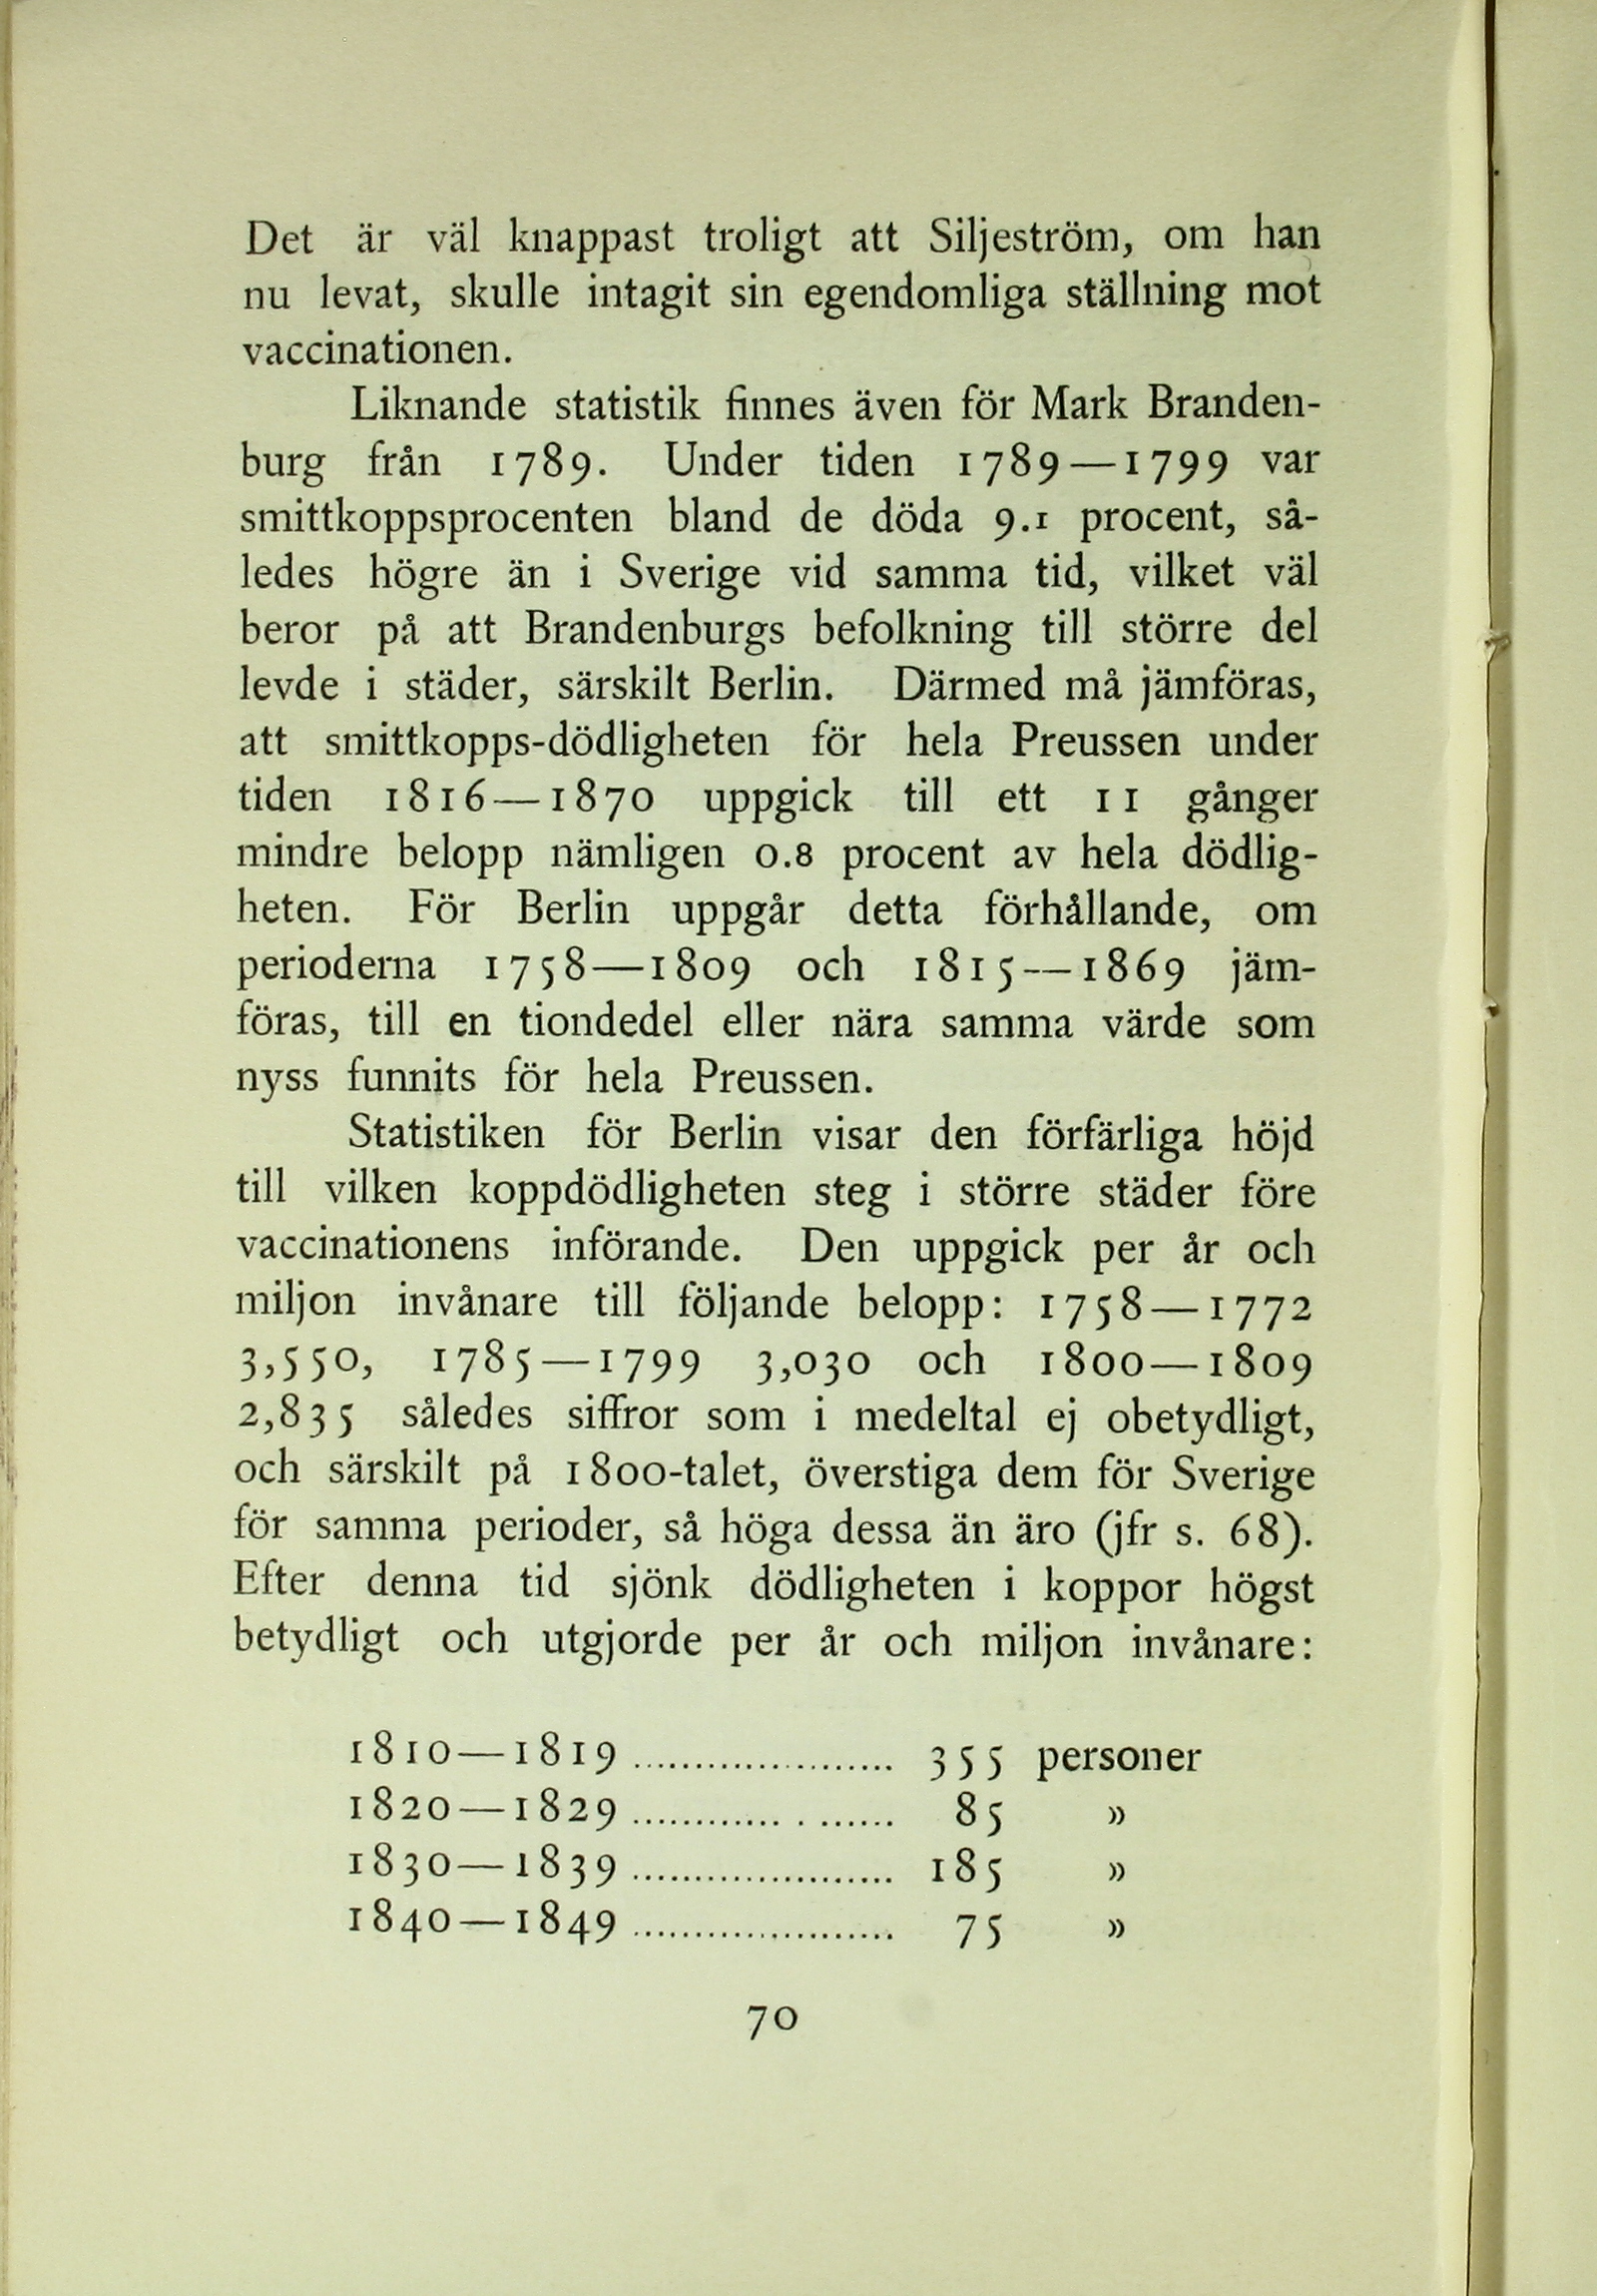 Det är väl knappast troligt att Siljeström, om han
nu levat, skulle intagit sin egendomliga ställning mot
vaccinationen.
Liknande statistik finnes även för Mark Branden-
burg från 1789. Under tiden 1789—1799 var
smittkoppsprocenten bland de döda 9.1 procent, så-
ledes högre än i Sverige vid samma tid, vilket väl
beror på att Brandenburgs befolkning till större del
levde i städer, särskilt Berlin. Därmed må jämföras,
att smittkopps-dödligheten för hela Preussen under
tiden 1816—1870 uppgick till ett 11 gånger
mindre belopp nämligen 0.8 procent av hela dödlig-
heten. För Berlin uppgår detta förhållande, om
perioderna 1758—1809 och 1815—1869 jäm-
föras, till en tiondedel eller nära samma värde som
nyss funnits för hela Preussen.
Statistiken för Berlin visar den förfärliga höjd
till vilken koppdödligheten steg i större städer före
vaccinationens införande. Den uppgick per år och
miljon invånare till följande belopp: 1758—1772
3,550, 1785—1799 3,030 och 1800—1809
2,835 således siffror som i medeltal ej obetydligt,
och särskilt på 1800-talet, överstiga dem för Sverige
för samma perioder, så höga dessa än äro (jfr s. 68).
Efter denna tid sjönk dödligheten i koppor högst
betydligt och utgjorde per år och miljon invånare:
1810—1819 ..................... 355 personer
1820—1829 ..................... 85 »
1830—1839 ..................... 185 »
1840—1849 ..................... 75 »
70